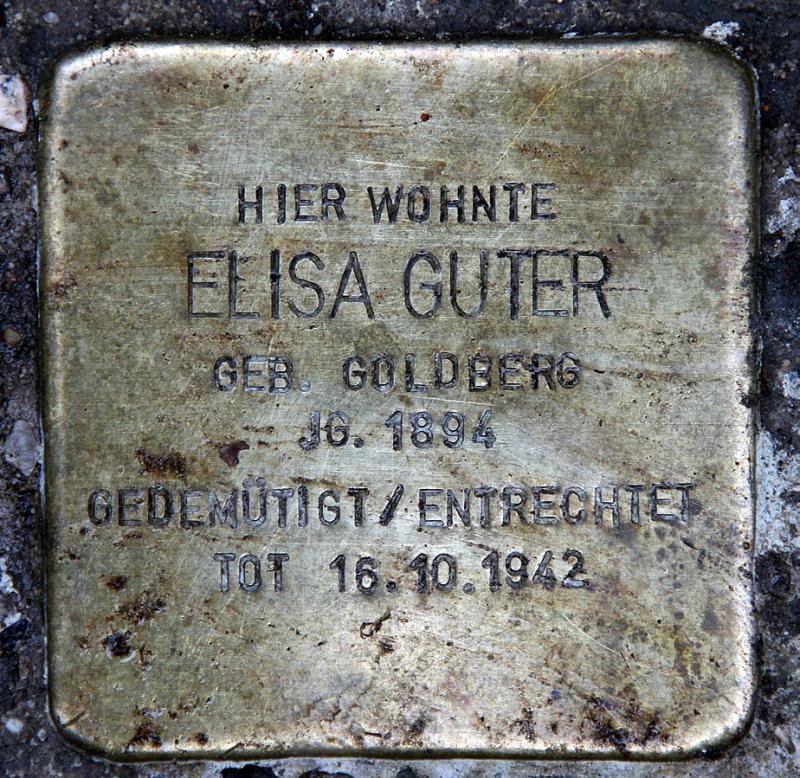 HIER WOHNTE
ELISA GUTER
GEB. GOLDBERG
JG. 1894
GEDEMÜTIGT/ENTRECHTET
TOT 16.10.1942